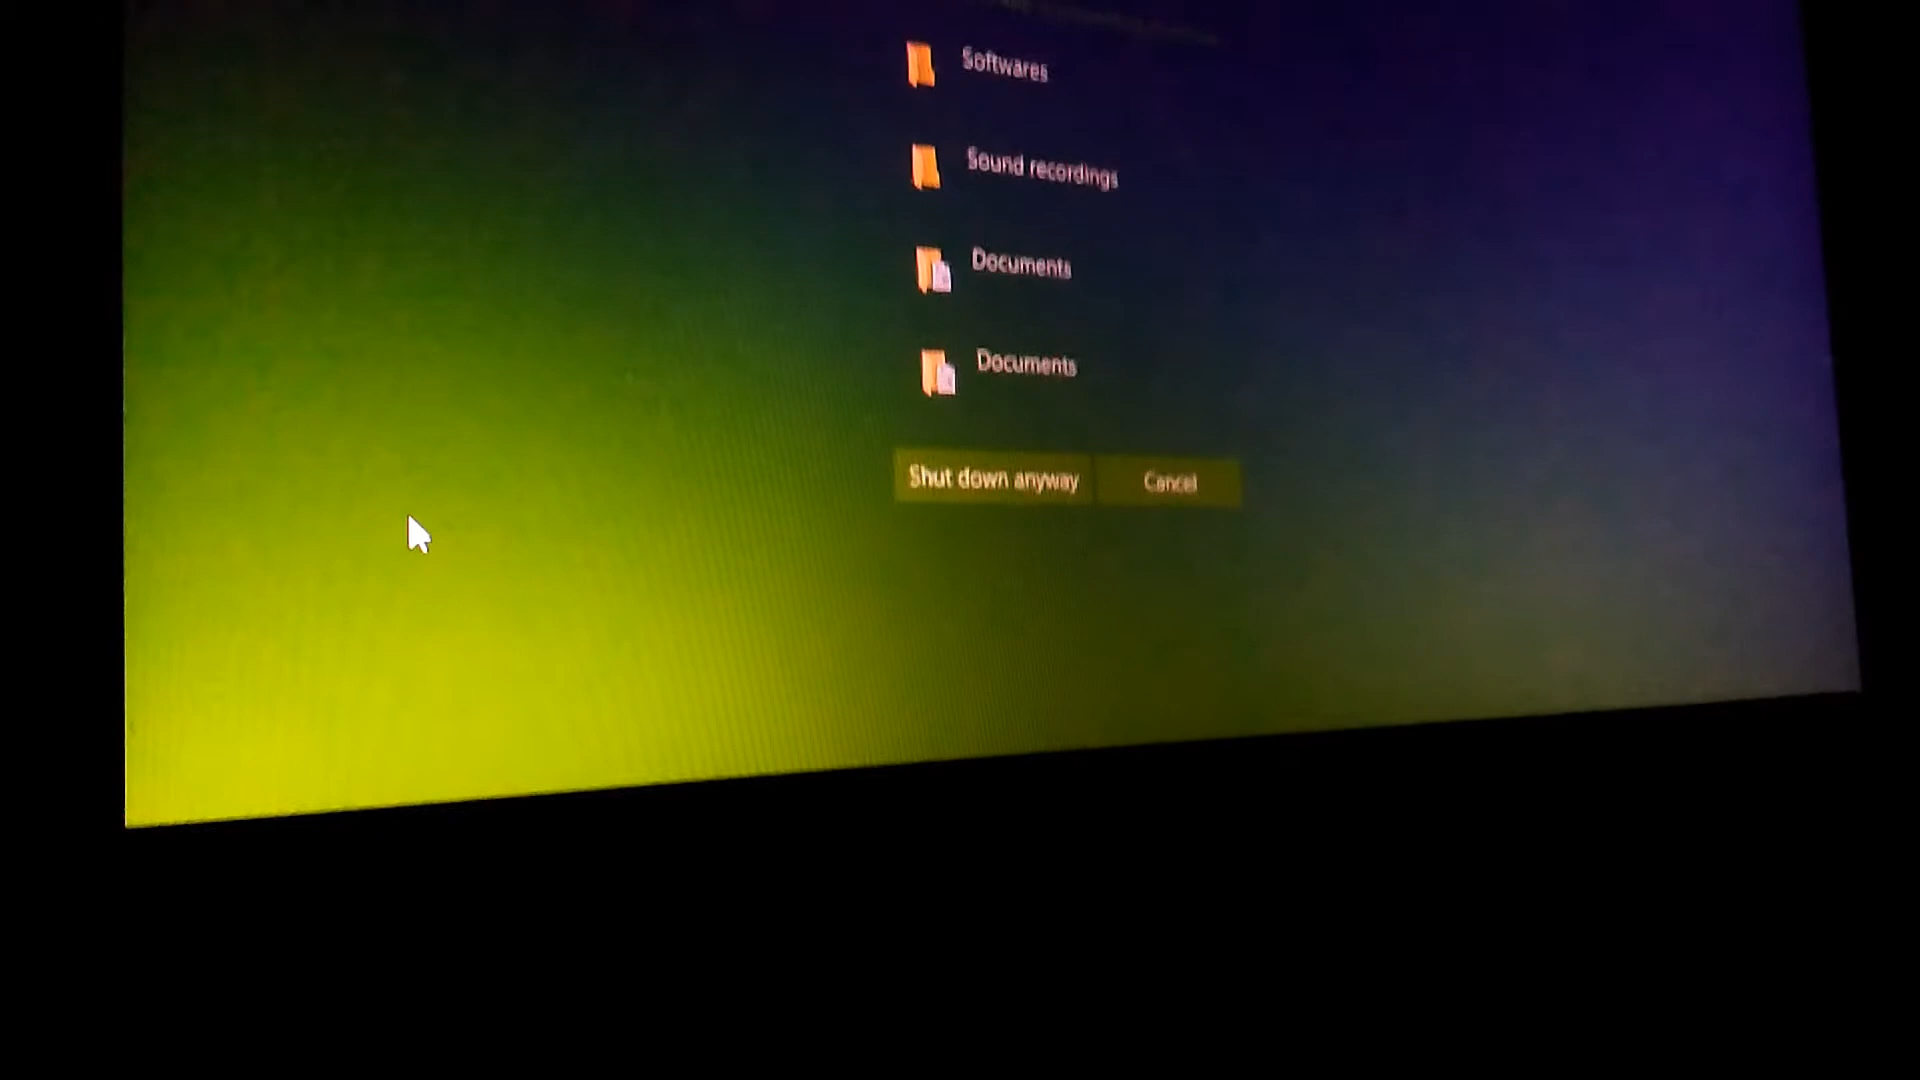 Softwares
Sound recordings
Documents
Documents
Shut down anyway
Cancel